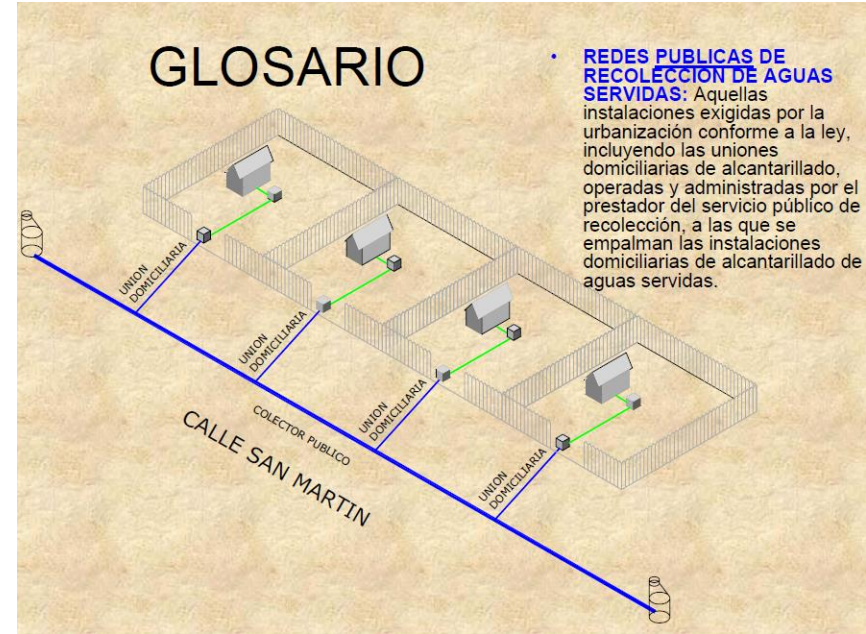 GLOSARIO
• REDES PUBLICAS DE
RECOLECCION DE AGUAS
SERVIDAS: Aquellas
instalaciones exigidas por la
urbanización conforme a la ley,
incluyendo las uniones
domiciliarias de alcantarillado,
operadas y administradas por el
prestador del servicio público de
recolección, a las que se
empalman las instalaciones
domiciliarias de alcantarillado de
aguas servidas.
UNION
DOMICILIARIA
UNION
DOMICILIARIA
UNION
DOMICILIARIA
UNION
DOMICILIARIA
COLECTOR PUBLICO
CALLE SAN MARTIN